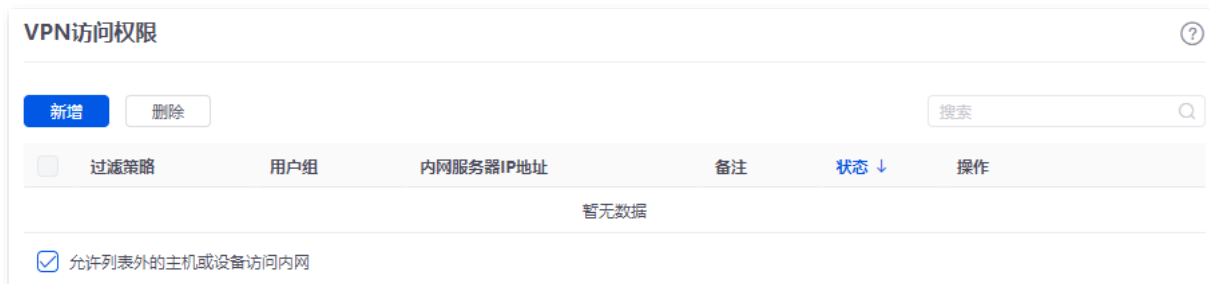 VPN访问权限
新增 删除 搜索
过滤策略 用户组 内网服务器IP地址 备注 状态↓ 操作
暂无数据
允许列表外的主机或设备访问内网